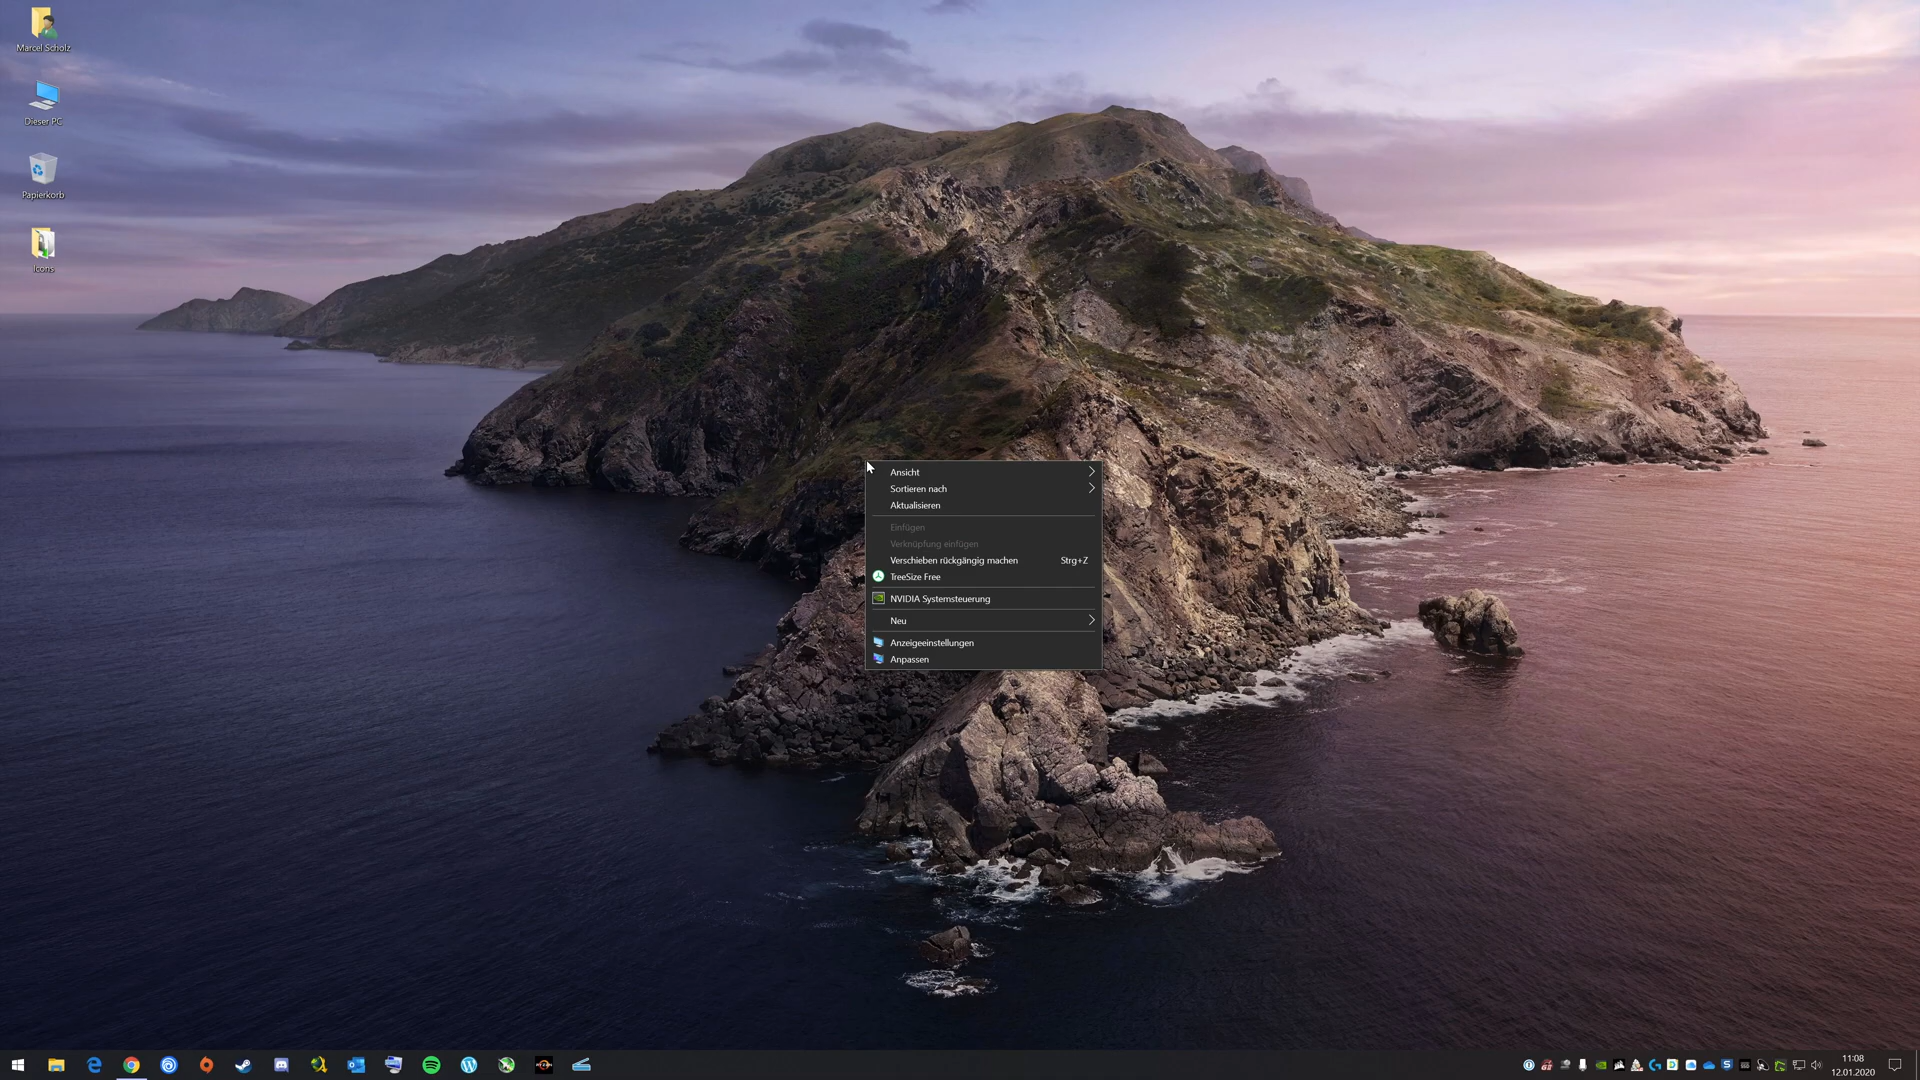 Marcel Scholz
Dieser PC
Papierkorb
Icons
Ansicht
Sortieren nach
Aktualisieren
Einfügen
Verknüpfung einfügen
Verschieben rückgängig machen Strg+Z
TreeSize Free
NVIDIA Systemsteuerung
Neu
Anzeigeeinstellungen
Anpassen
11:08
12.01.2020